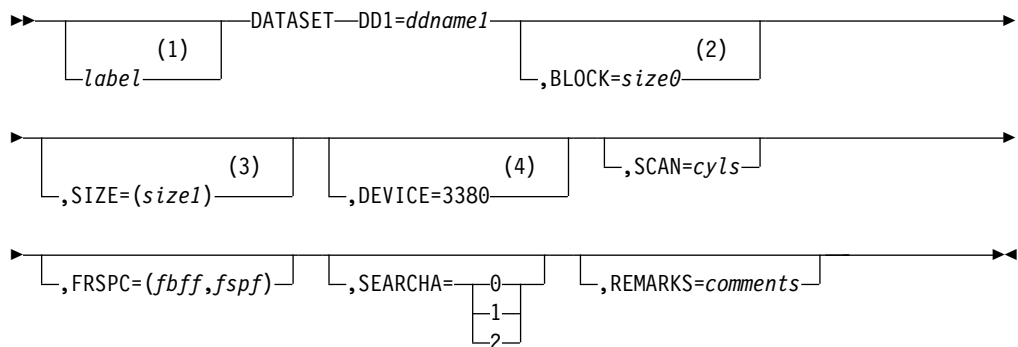 DATASET DD1=ddname1
(1) (2)
label ,BLOCK=size0
(3) (4) ,SCAN=cyls
,SIZE=(size1) ,DEVICE=3380
,FRSPC=(fbff,fspf) ,SEARCHA= 0 ,REMARKS=comments
1
2